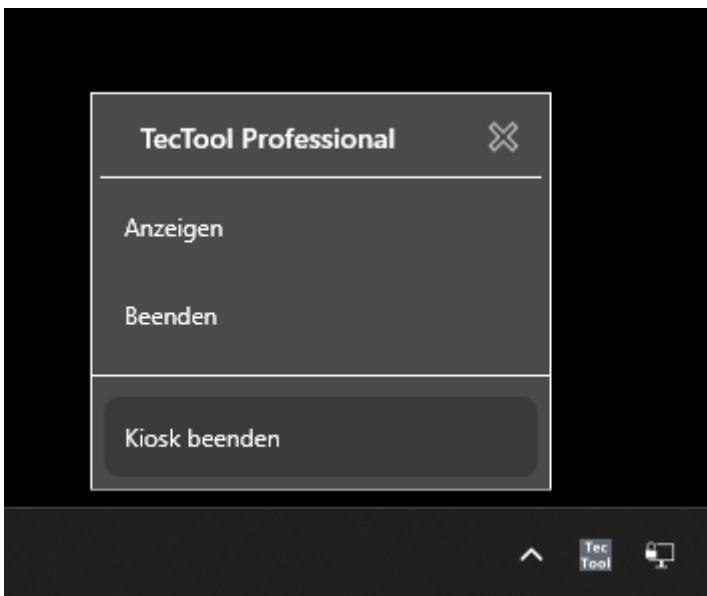 TecTool Professional
Anzeigen
Beenden
Kiosk beenden
Tec
Tool